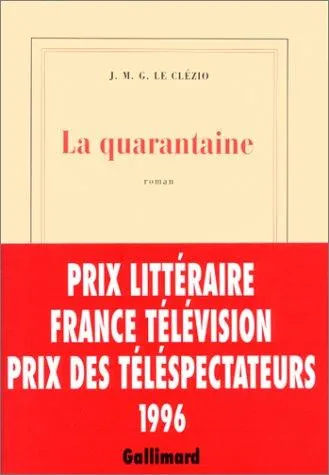 J. M. G. LE CLÉZIO
La quarantaine
roman
PRIX LITTÉRAIRE
FRANCE TÉLÉVISION
PRIX DES TÉLÉSPECTATEURS
1996
Gallimard